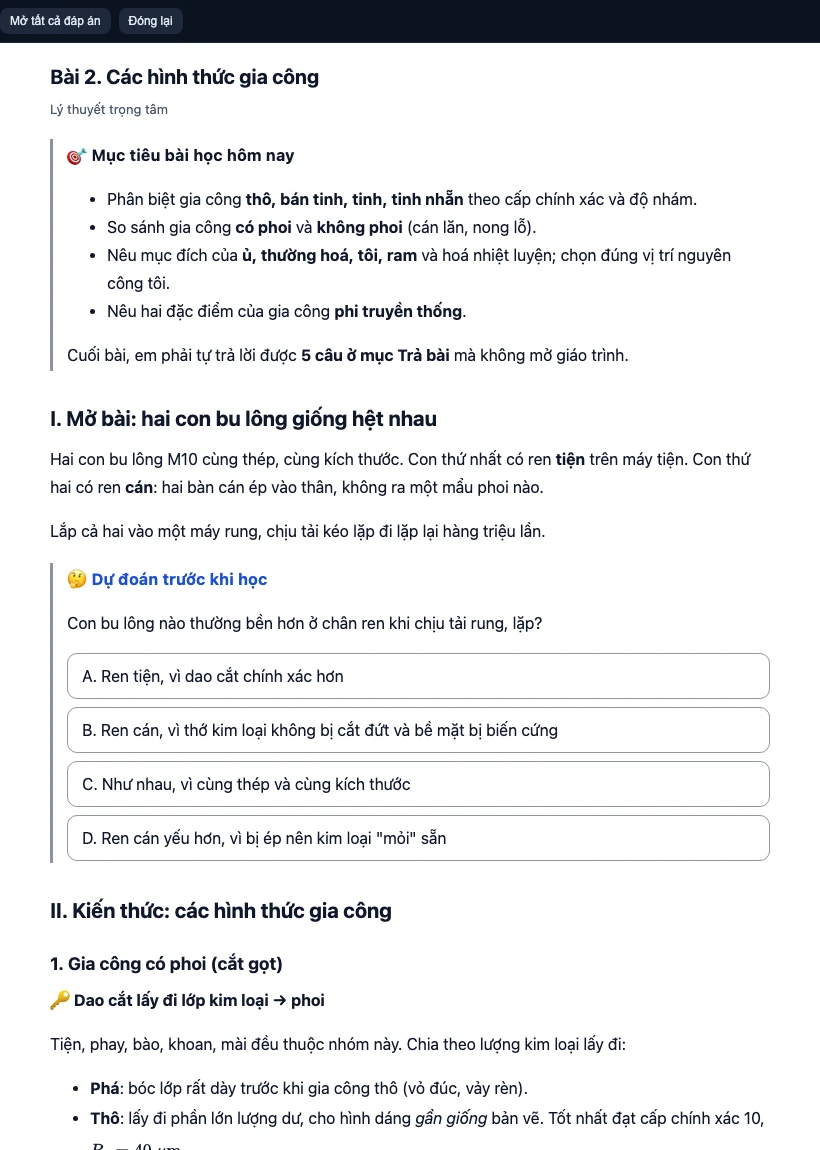 Mở tất cả đáp án
Đóng lại
Bài 2. Các hình thức gia công
Lý thuyết trọng tâm
🎯 Mục tiêu bài học hôm nay
• Phân biệt gia công thô, bán tinh, tinh, tinh nhẵn theo cấp chính xác và độ nhám.
• So sánh gia công có phoi và không phoi (cán lăn, nong lỗ).
• Nêu mục đích của ủ, thường hoá, tôi, ram và hoá nhiệt luyện; chọn đúng vị trí nguyên
công tôi.
• Nêu hai đặc điểm của gia công phi truyền thống.
Cuối bài, em phải tự trả lời được 5 câu ở mục Trả bài mà không mở giáo trình.
I. Mở bài: hai con bu lông giống hệt nhau
Hai con bu lông M10 cùng thép, cùng kích thước. Con thứ nhất có ren tiện trên máy tiện. Con thứ
hai có ren cán: hai bàn cán ép vào thân, không ra một mẩu phoi nào.
Lắp cả hai vào một máy rung, chịu tải kéo lặp đi lặp lại hàng triệu lần.
🤔 Dự đoán trước khi học
Con bu lông nào thường bền hơn ở chân ren khi chịu tải rung, lặp?
A. Ren tiện, vì dao cắt chính xác hơn
B. Ren cán, vì thớ kim loại không bị cắt đứt và bề mặt bị biến cứng
C. Như nhau, vì cùng thép và cùng kích thước
D. Ren cán yếu hơn, vì bị ép nên kim loại "mỏi" sẵn
II. Kiến thức: các hình thức gia công
1. Gia công có phoi (cắt gọt)
🔑 Dao cắt lấy đi lớp kim loại → phoi
Tiện, phay, bào, khoan, mài đều thuộc nhóm này. Chia theo lượng kim loại lấy đi:
• Phá: bóc lớp rất dày trước khi gia công thô (vỏ đúc, vảy rèn).
• Thô: lấy đi phần lớn lượng dư, cho hình dáng gần giống bản vẽ. Tốt nhất đạt cấp chính xác 10,